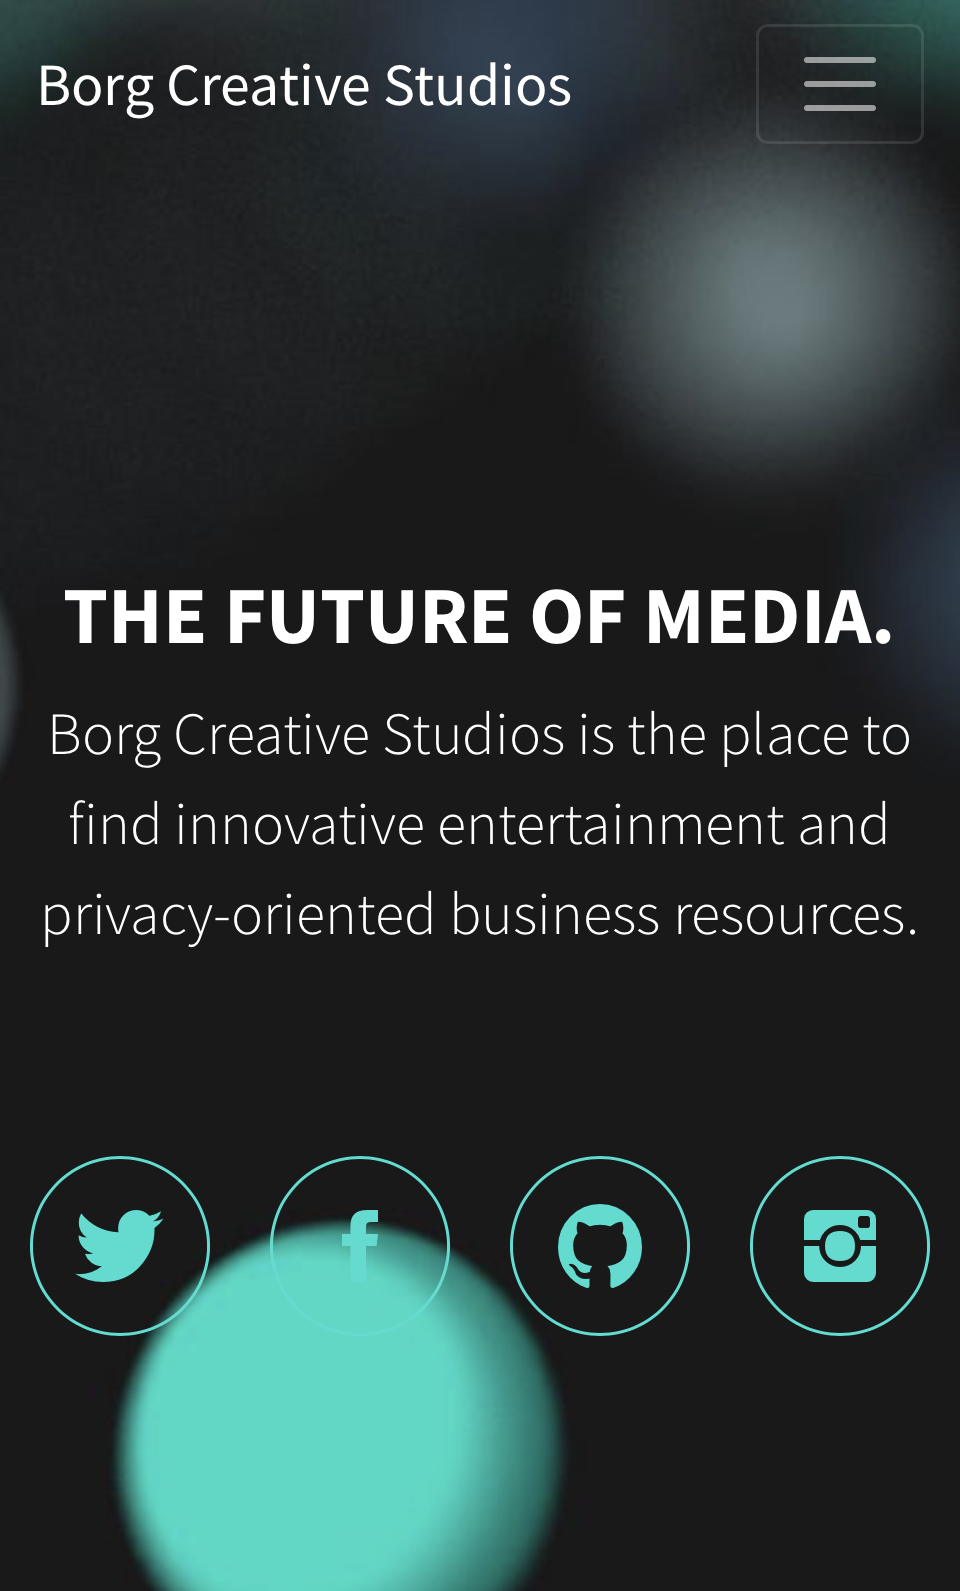 Borg Creative Studios
THE FUTURE OF MEDIA.
Borg Creative Studios is the place to
find innovative entertainment and
privacy-oriented business resources.